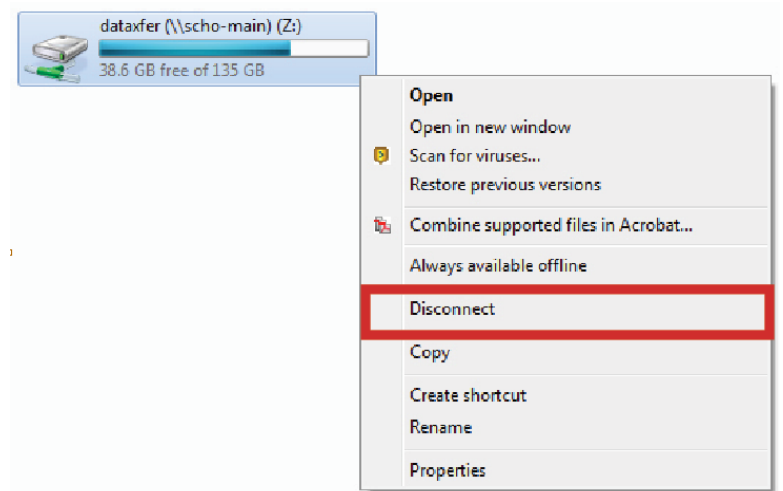 dataxfer (\\scho-main) (Z:)
38.6 GB free of 135 GB
Open
Open in new window
Scan for viruses...
Restore previous versions
Combine supported files in Acrobat...
Always available offline
Disconnect
Copy
Create shortcut
Rename
Properties